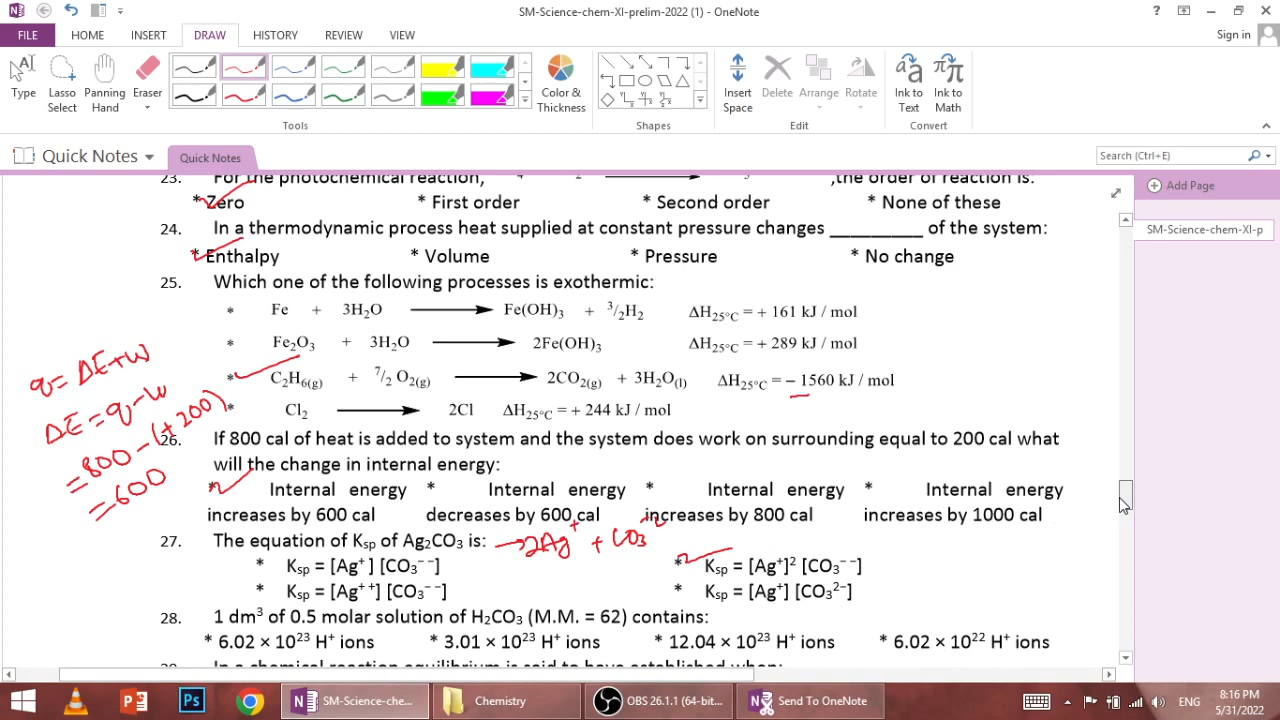 SM-Science-chem-XI-prelim-2022 (1) - OneNote
FILE HOME INSERT DRAW HISTORY REVIEW VIEW
Sign in
Type
Lasso Select
Panning Hand
Eraser
Color & Thickness
Insert Space
Delete
Arrange
Rotate
Ink to Text
Ink to Math
Tools
Shapes
Edit
Convert
Quick Notes
Quick Notes
Search (Ctrl+E)
Add Page
SM-Science-chem-XI-p
23. For the photochemical reaction, ,the order of reaction is:
* Zero * First order * Second order * None of these
24. In a thermodynamic process heat supplied at constant pressure changes __________ of the system:
* Enthalpy * Volume * Pressure * No change
25. Which one of the following processes is exothermic:
* Fe + 3H₂O ⟶ Fe(OH)₃ + ³/₂H₂ ΔH25°C = + 161 kJ / mol
* Fe₂O₃ + 3H₂O ⟶ 2Fe(OH)₃ ΔH25°C = + 289 kJ / mol
* C₂H₆(g) + ⁷/₂ O₂(g) ⟶ 2CO₂(g) + 3H₂O(l) ΔH25°C = – 1560 kJ / mol
* Cl₂ ⟶ 2Cl ΔH25°C = + 244 kJ / mol
q = ΔE+W
ΔE = q-W
=800-(+200)
=600
26. If 800 cal of heat is added to system and the system does work on surrounding equal to 200 cal what
will the change in internal energy:
* Internal energy increases by 600 cal
* Internal energy decreases by 600 cal
* Internal energy increases by 800 cal
* Internal energy increases by 1000 cal
27. The equation of Ksp of Ag₂CO₃ is: →2Ag⁺ + CO₃⁻²
* Ksp = [Ag⁺] [CO₃⁻⁻] * Ksp = [Ag⁺]² [CO₃⁻⁻]
* Ksp = [Ag⁺⁺] [CO₃⁻⁻] * Ksp = [Ag⁺] [CO₃²⁻]
28. 1 dm³ of 0.5 molar solution of H₂CO₃ (M.M. = 62) contains:
* 6.02 × 10²³ H⁺ ions * 3.01 × 10²³ H⁺ ions * 12.04 × 10²³ H⁺ ions * 6.02 × 10²² H⁺ ions
In a chemical reaction equilibrium is said to have established when:
SM-Science-che...
Chemistry
OBS 26.1.1 (64-bit...
Send To OneNote
ENG
8:16 PM
5/31/2022